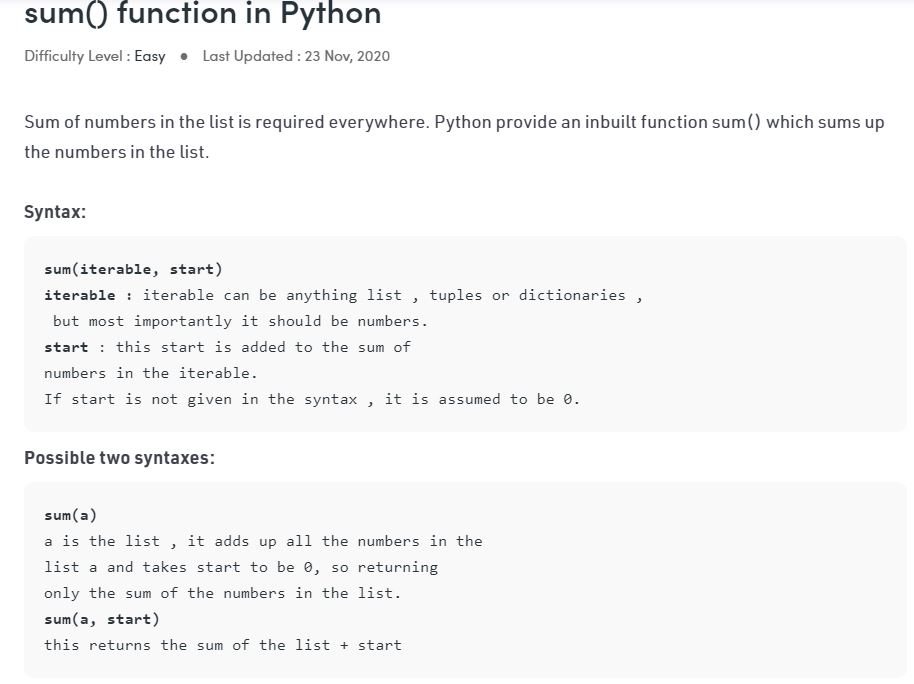 sum() function in Python
Difficulty Level : Easy ● Last Updated : 23 Nov, 2020
Sum of numbers in the list is required everywhere. Python provide an inbuilt function sum() which sums up
the numbers in the list.
Syntax:
sum(iterable, start)
iterable : iterable can be anything list , tuples or dictionaries ,
but most importantly it should be numbers.
start : this start is added to the sum of
numbers in the iterable.
If start is not given in the syntax , it is assumed to be 0.
Possible two syntaxes:
sum(a)
a is the list , it adds up all the numbers in the
list a and takes start to be 0, so returning
only the sum of the numbers in the list.
sum(a, start)
this returns the sum of the list + start